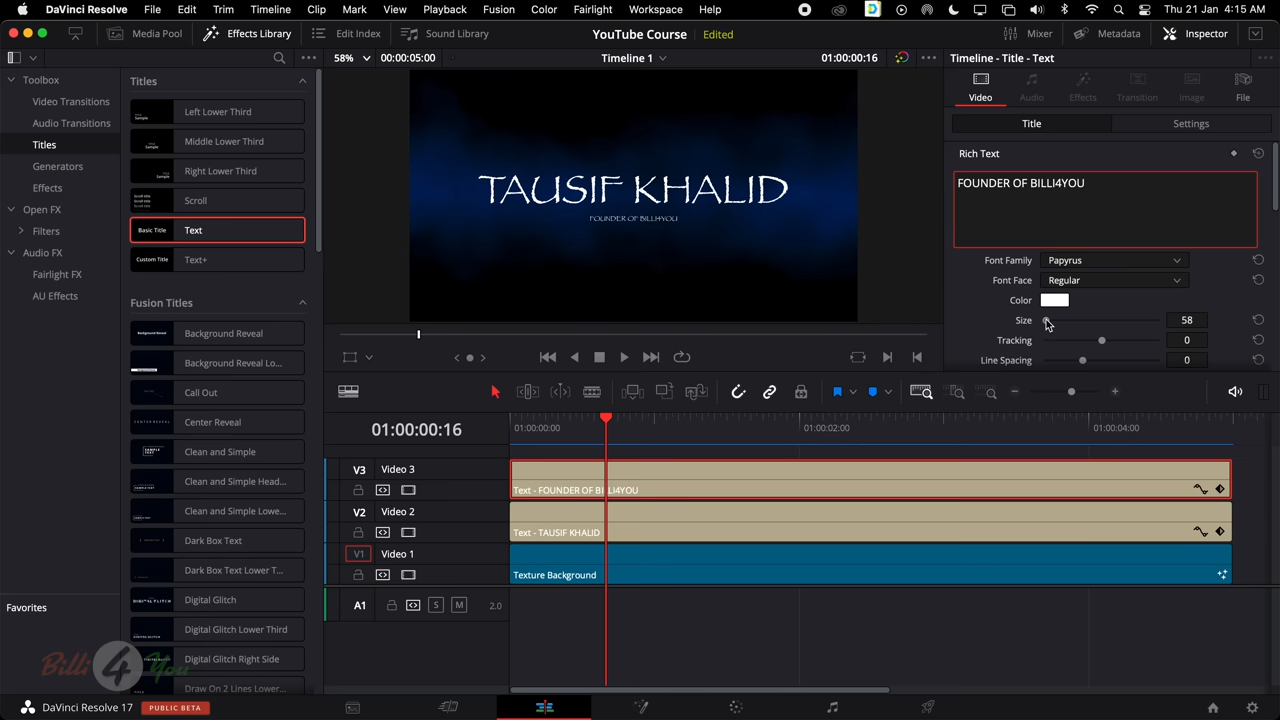 DaVinci Resolve File Edit Trim Timeline Clip Mark View Playback Fusion Color Fairlight Workspace Help Thu 21 Jan 4:15 AM
Media Pool Effects Library Edit Index Sound Library YouTube Course Edited Mixer Metadata Inspector
58% 00:00:05:00 Timeline 1 01:00:00:16 Timeline - Title - Text
Toolbox
Video Transitions
Audio Transitions
Titles
Generators
Effects
Open FX
Filters
Audio FX
Fairlight FX
AU Effects
Favorites
Titles
Sample Left Lower Third
Sample Middle Lower Third
Sample Right Lower Third
Scroll
Basic Title Text
Custom Title Text+
Fusion Titles
Background Reveal
Background Reveal Lo...
Call Out
CENTER REVEAL Center Reveal
Clean and Simple
Clean and Simple Head...
Clean and Simple Lowe...
Dark Box Text
Dark Box Text Lower T...
Digital Glitch
Digital Glitch Lower Third
Digital Glitch Right Side
Draw On 2 Lines Lower...
TAUSIF KHALID
FOUNDER OF BILLI4YOU
Video Audio Effects Transition Image File
Title Settings
Rich Text
FOUNDER OF BILLI4YOU
Font Family Papyrus
Font Face Regular
Color
Size 58
Tracking 0
Line Spacing 0
01:00:00:16
01:00:00:00 01:00:02:00 01:00:04:00
V3 Video 3
Text - FOUNDER OF BILLI4YOU
V2 Video 2
Text - TAUSIF KHALID
V1 Video 1
Texture Background
A1 S M 2.0
Billi 4 You
DaVinci Resolve 17 PUBLIC BETA